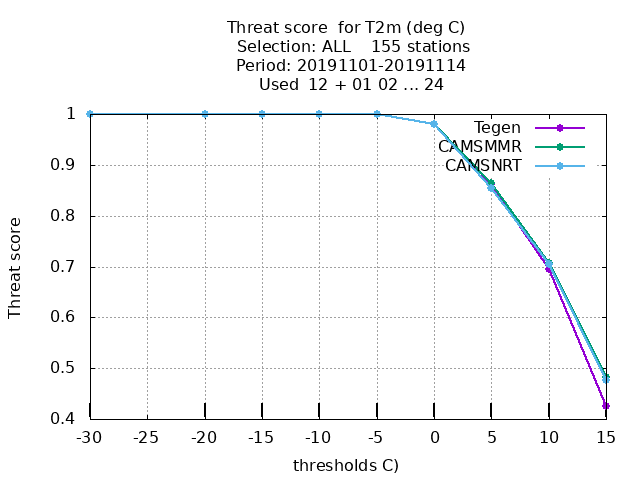 Threat score  for T2m (deg C)
Selection: ALL    155 stations
Period: 20191101-20191114
Used  12 + 01 02 ... 24
Tegen
CAMSMMR
CAMSNRT
Threat score
1
0.9
0.8
0.7
0.6
0.5
0.4
-30 -25 -20 -15 -10 -5 0 5 10 15
thresholds C)